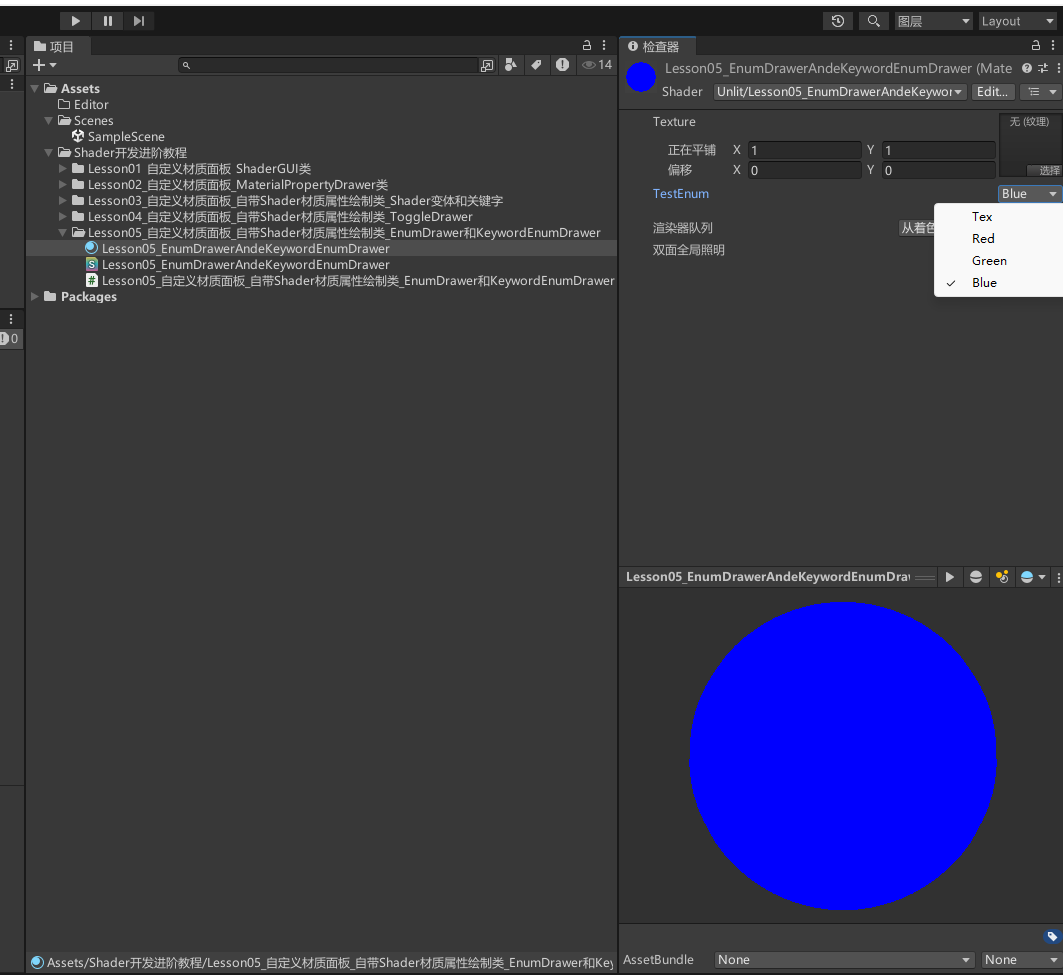 图层
Layout
项目
14
Assets
Editor
Scenes
SampleScene
Shader开发进阶教程
Lesson01_自定义材质面板_ShaderGUI类
Lesson02_自定义材质面板_MaterialPropertyDrawer类
Lesson03_自定义材质面板_自带Shader材质属性绘制类_Shader变体和关键字
Lesson04_自定义材质面板_自带Shader材质属性绘制类_ToggleDrawer
Lesson05_自定义材质面板_自带Shader材质属性绘制类_EnumDrawer和KeywordEnumDrawer
Lesson05_EnumDrawerAndeKeywordEnumDrawer
Lesson05_EnumDrawerAndeKeywordEnumDrawer
Lesson05_自定义材质面板_自带Shader材质属性绘制类_EnumDrawer和KeywordEnumDrawer
Packages
0
Assets/Shader开发进阶教程/Lesson05_自定义材质面板_自带Shader材质属性绘制类_EnumDrawer和Key
检查器
Lesson05_EnumDrawerAndeKeywordEnumDrawer (Mate
Shader Unlit/Lesson05_EnumDrawerAndeKeywor Edit...
Texture
无 (纹理)
正在平铺 X 1 Y 1
偏移 X 0 Y 0
选择
TestEnum Blue
Tex
Red
Green
Blue
渲染器队列 从着色
双面全局照明
Lesson05_EnumDrawerAndeKeywordEnumDra
AssetBundle None None